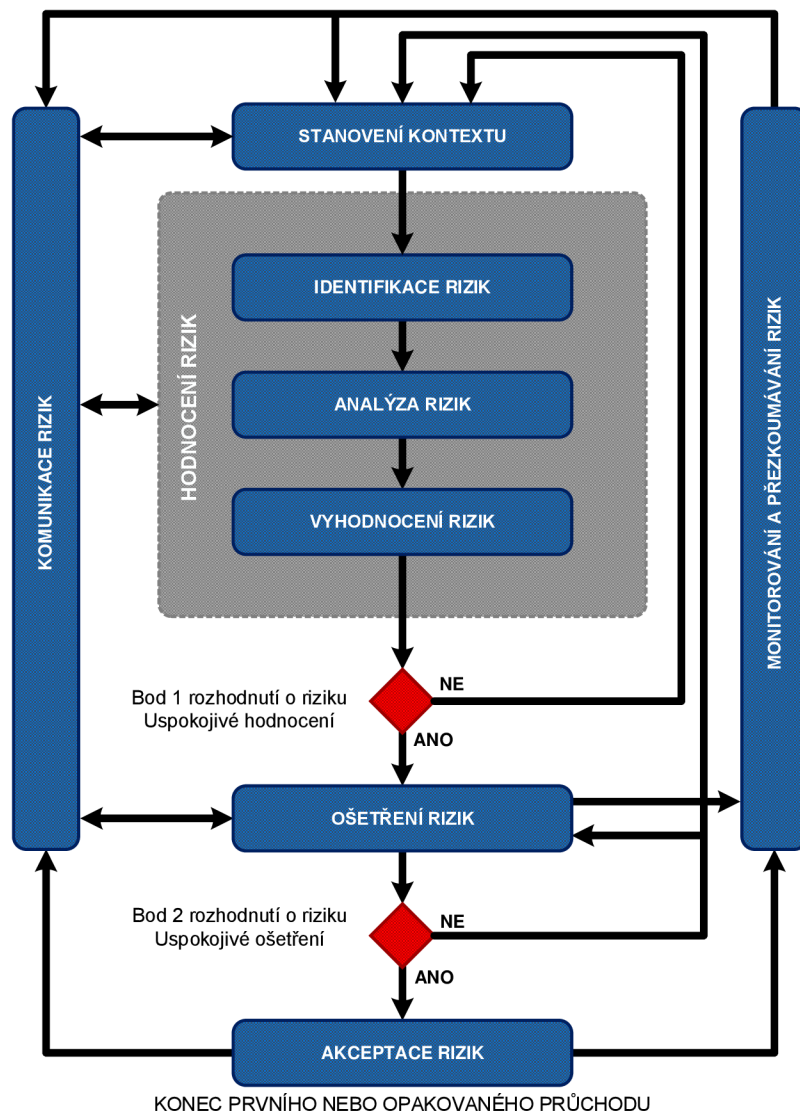 STANOVENÍ KONTEXTU
IDENTIFIKACE RIZIK
HODNOCENÍ RIZIK
ANALÝZA RIZIK
KOMUNIKACE RIZIK
MONITOROVÁNÍ A PŘEZKOUMÁVÁNÍ RIZIK
VYHODNOCENÍ RIZIK
Bod 1 rozhodnutí o riziku
Uspokojivé hodnocení
NE
ANO
OŠETŘENÍ RIZIK
Bod 2 rozhodnutí o riziku
Uspokojivé ošetření
NE
ANO
AKCEPTACE RIZIK
KONEC PRVNÍHO NEBO OPAKOVANÉHO PRŮCHODU